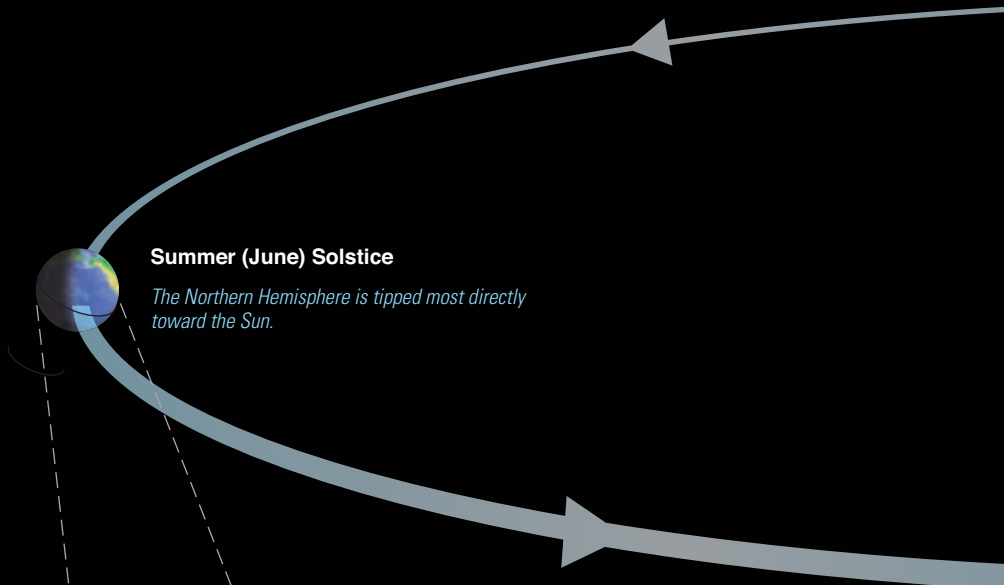 Summer (June) Solstice
The Northern Hemisphere is tipped most directly
toward the Sun.